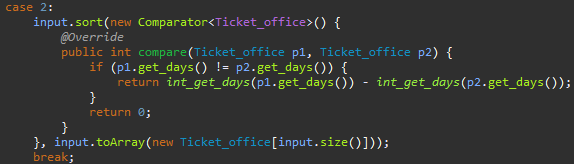 case 2:
input.sort(new Comparator<Ticket_office>() {
@Override
public int compare(Ticket_office p1, Ticket_office p2) {
if (p1.get_days() != p2.get_days()) {
return int_get_days(p1.get_days()) - int_get_days(p2.get_days());
}
return 0;
}
}, input.toArray(new Ticket_office[input.size()]));
break;